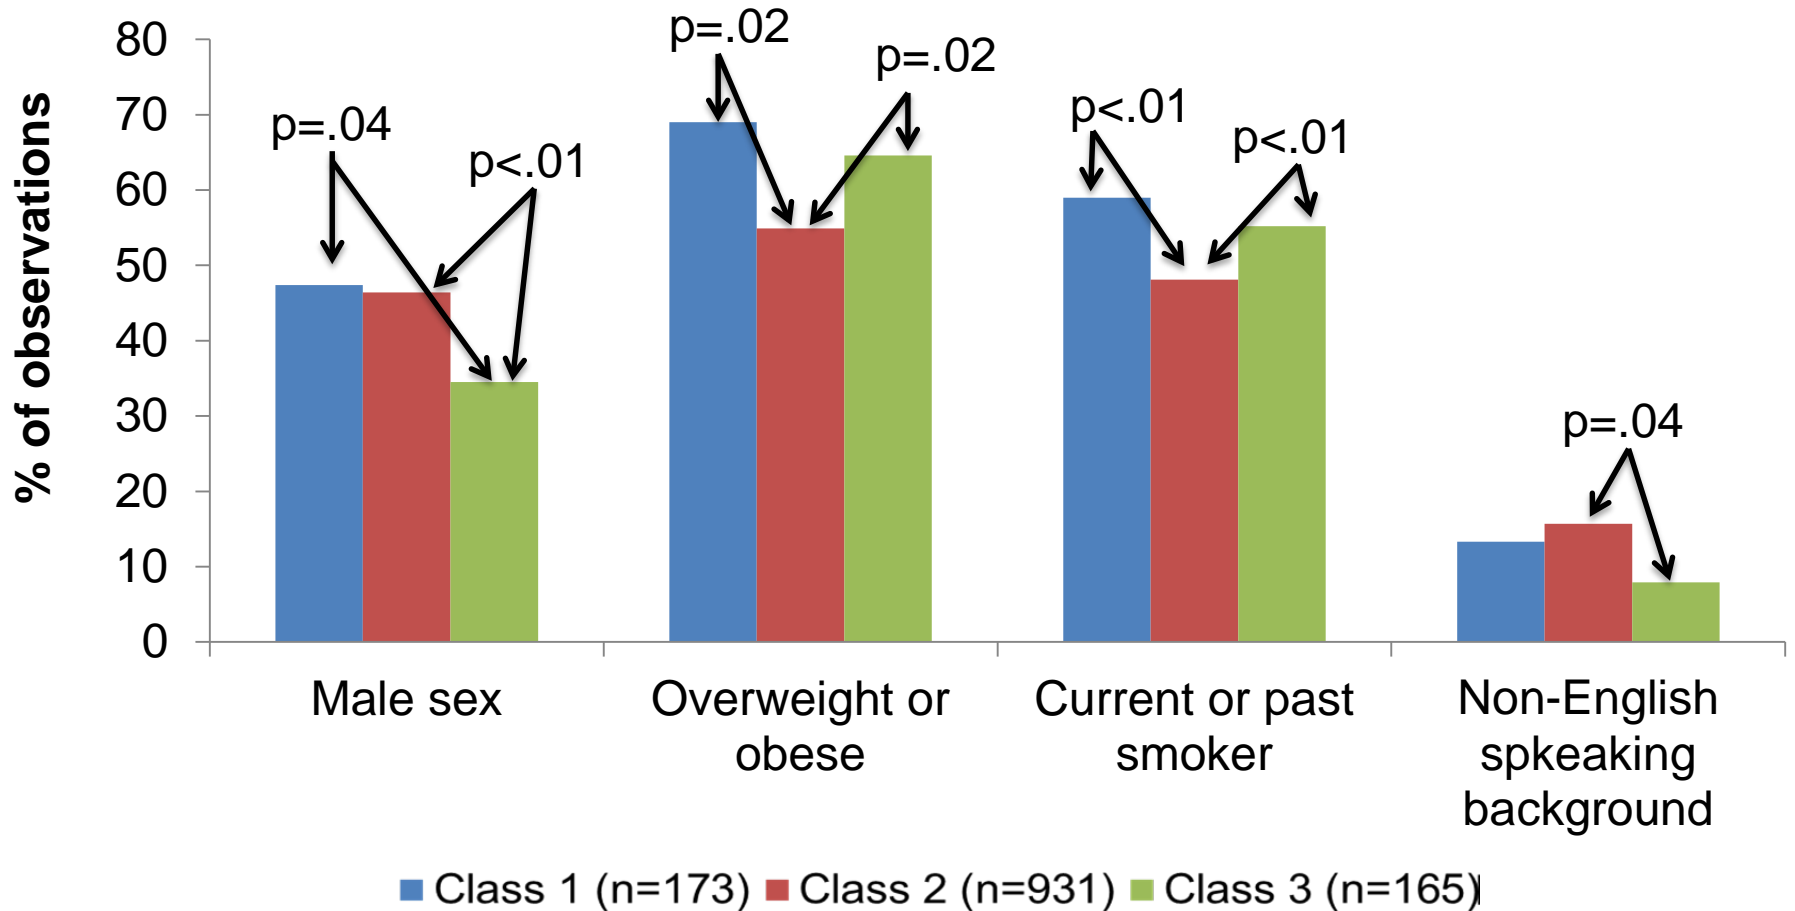 % of observations
80
70
60
50
40
30
20
10
0
p=.04
p<.01
p=.02
p=.02
p<.01
p<.01
p=.04
Male sex
Overweight or
obese
Current or past
smoker
Non-English
spkeaking
background
Class 1 (n=173) Class 2 (n=931) Class 3 (n=165)